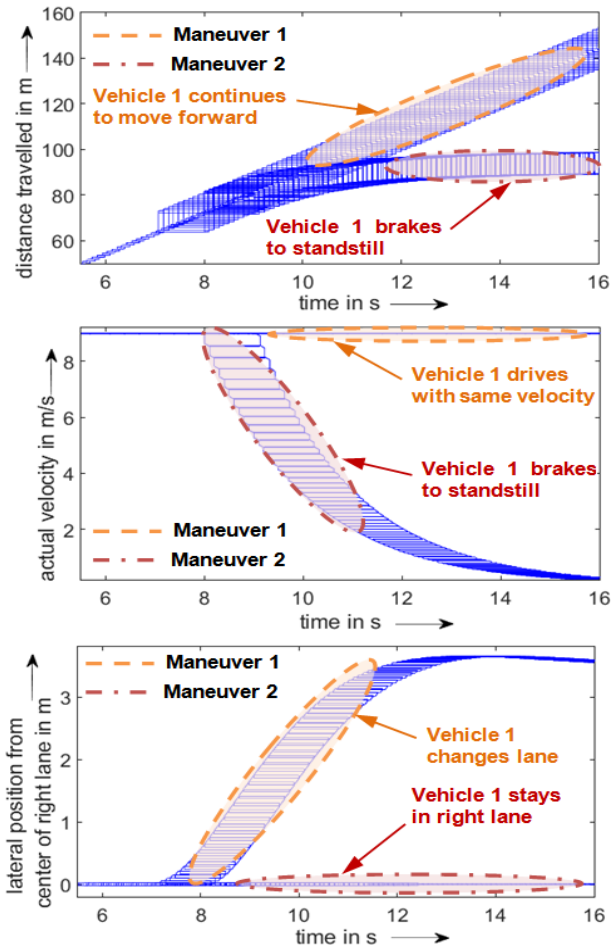 160
140
120
100
80
60
distance travelled in m
Maneuver 1
Maneuver 2
Vehicle 1 continues
to move forward
Vehicle 1 brakes
to standstill
6
8
10
12
14
16
time in s
8
6
4
2
actual velocity in m/s
Vehicle 1 drives
with same velocity
Vehicle 1 brakes
to standstill
Maneuver 1
Maneuver 2
6
8
10
12
14
16
time in s
3
2
1
0
lateral position from
center of right lane in m
Maneuver 1
Maneuver 2
Vehicle 1
changes lane
Vehicle 1 stays
in right lane
6
8
10
12
14
16
time in s